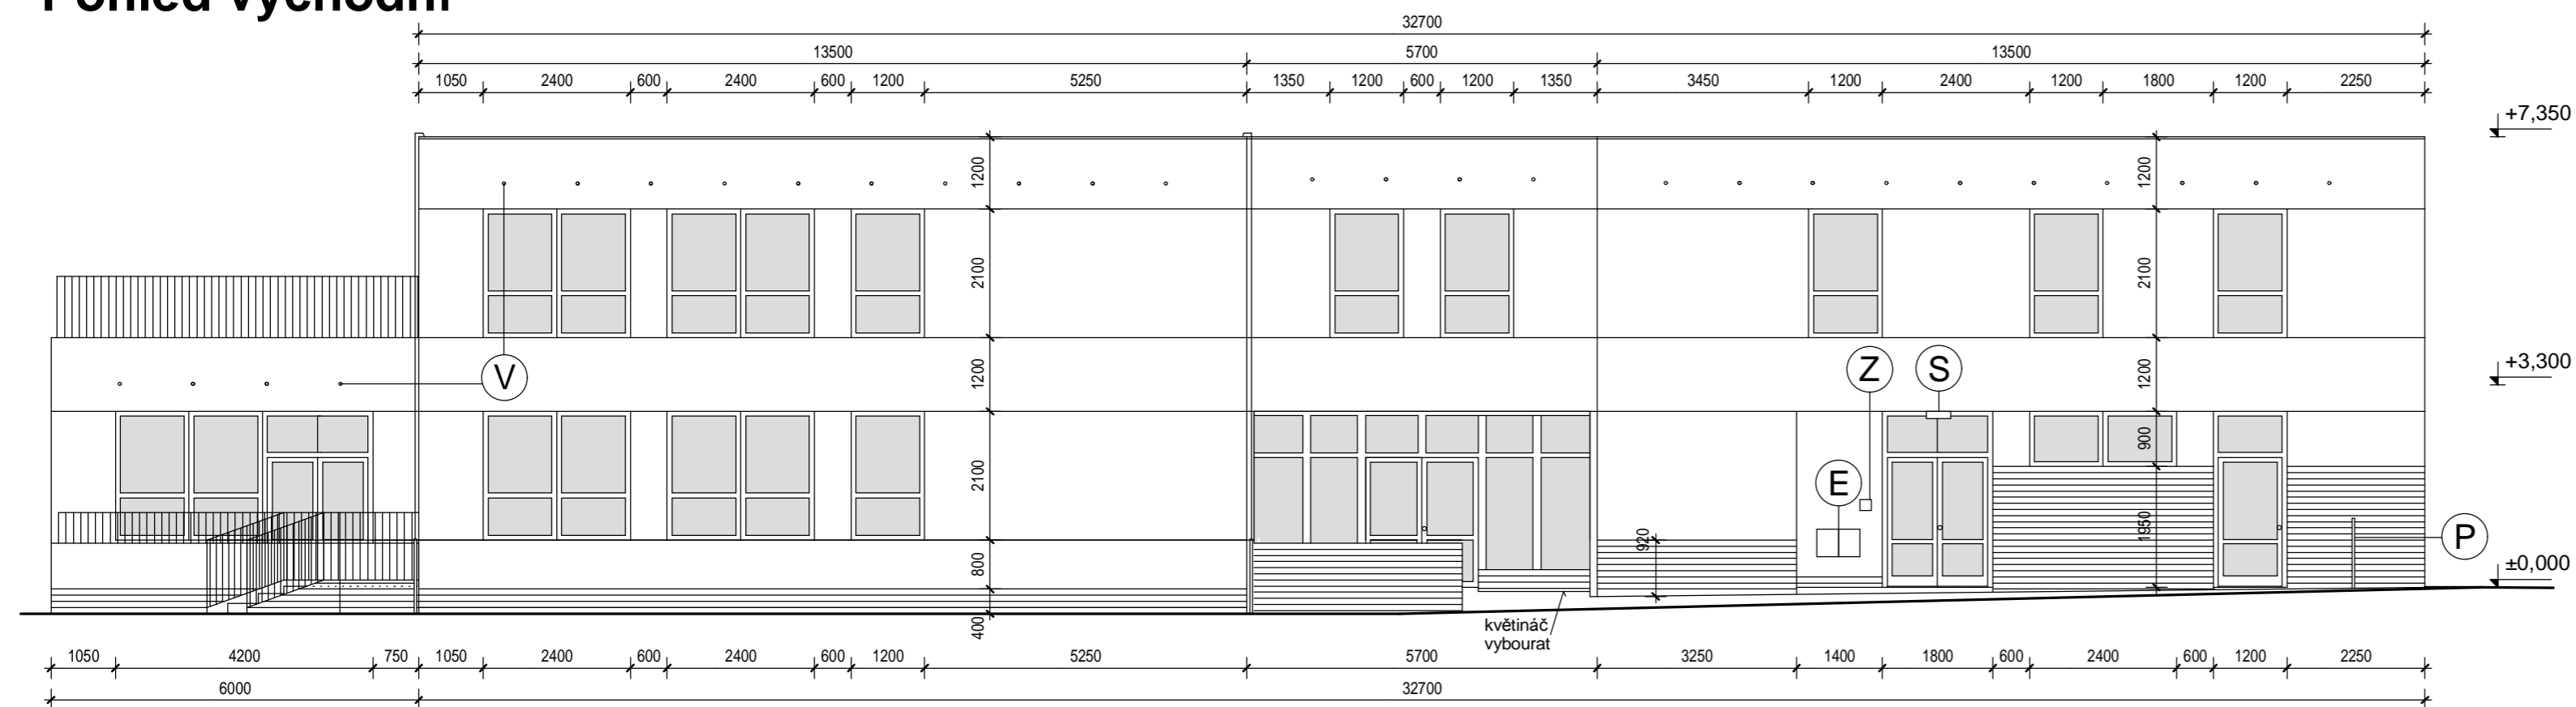 Pohled východní
32700
13500 5700 13500
1050 2400 600 2400 600 1200 5250 1350 1200 600 1200 1350 3450 1200 2400 1200 1800 1200 2250
+7,350
1200 1200
2100 2100
+3,300
V 1200 Z S 1200
2100 E 900
920 1950 P
800
±0,000
400
květináč
vybourat
1050 4200 750 1050 2400 600 2400 600 1200 5250 5700 3250 1400 1800 600 2400 600 1200 2250
6000 32700